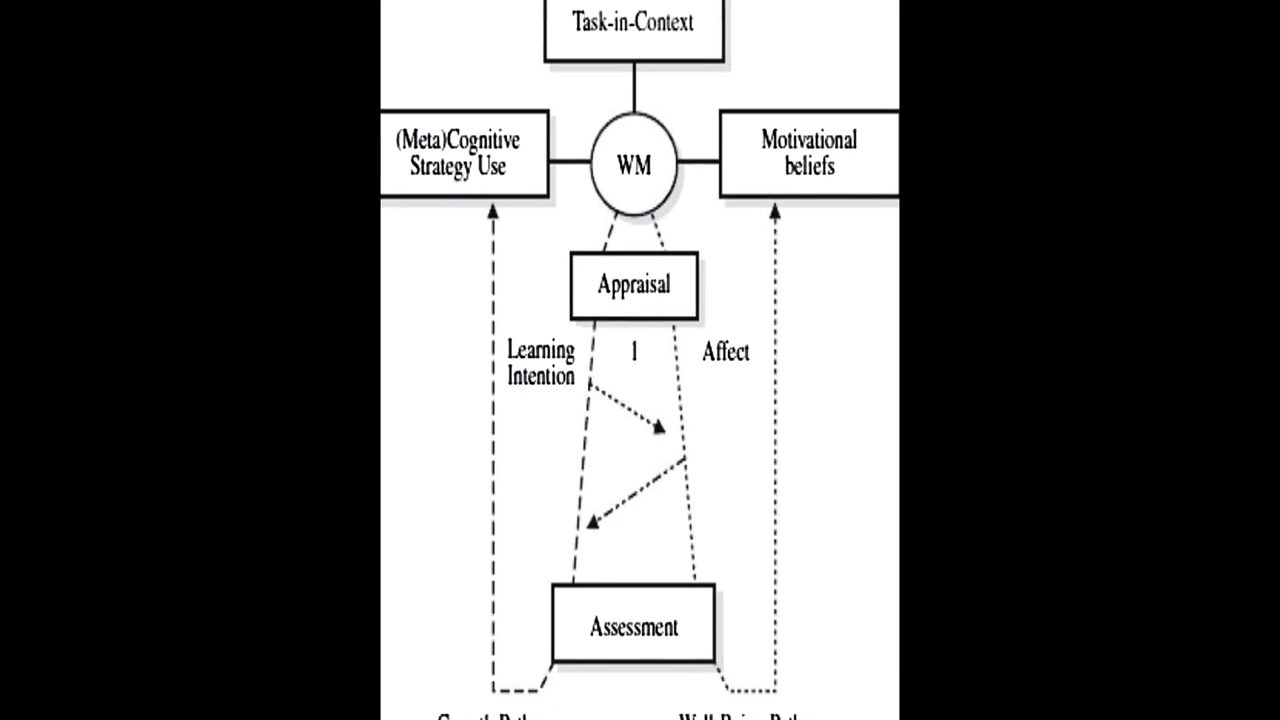 Task-in-Context
(Meta)Cognitive
Strategy Use
WM
Motivational
beliefs
Appraisal
Learning
Intention
1
Affect
Assessment